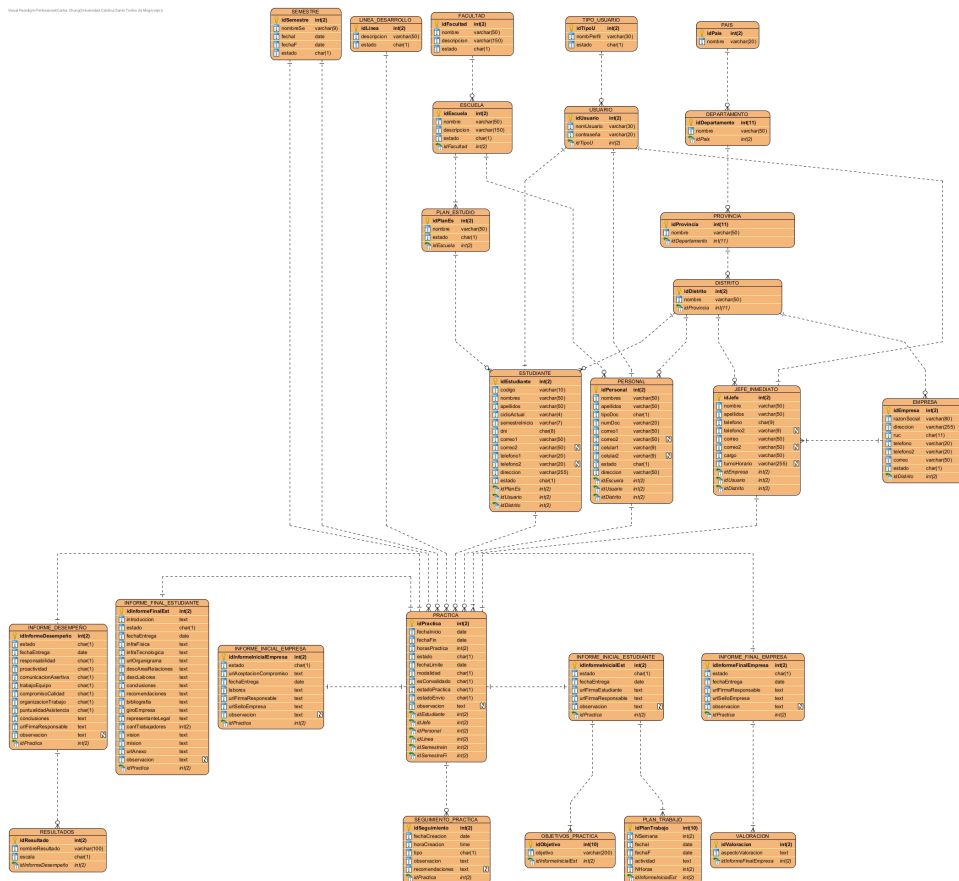 Visual Paradigm Professional(Carlos Chung(Universidad Catolica Santo Toribio de Mogrovejo))
SEMESTRE
idSemestre int(2)
nombreSe varchar(9)
fechaI date
fechaF date
estado char(1)
LINEA_DESARROLLO
idLinea int(2)
descripcion varchar(50)
estado char(1)
FACULTAD
idFacultad int(2)
nombre varchar(50)
descripcion varchar(150)
estado char(1)
TIPO_USUARIO
idTipoU int(2)
nombPerfil varchar(30)
estado char(1)
PAIS
idPais int(2)
nombre varchar(20)
ESCUELA
idEscuela int(2)
nombre varchar(50)
descripcion varchar(150)
estado char(1)
idFacultad int(2)
USUARIO
idUsuario int(2)
nomUsuario varchar(30)
contraseña varchar(20)
idTipoU int(2)
DEPARTAMENTO
idDepartamento int(11)
nombre varchar(50)
idPais int(2)
PLAN_ESTUDIO
idPlanEs int(2)
nombre varchar(50)
estado char(1)
idEscuela int(2)
PROVINCIA
idProvincia int(11)
nombre varchar(50)
idDepartamento int(11)
DISTRITO
idDistrito int(2)
nombre varchar(50)
idProvincia int(11)
ESTUDIANTE
idEstudiante int(2)
codigo varchar(10)
nombres varchar(50)
apellidos varchar(50)
cicloActual varchar(4)
semestreInicio varchar(7)
dni char(8)
correo1 varchar(50)
correo2 varchar(50) N
telefono1 varchar(20)
telefono2 varchar(20) N
direccion varchar(255)
estado char(1)
idPlanEs int(2)
idUsuario int(2)
idDistrito int(2)
PERSONAL
idPersonal int(2)
nombres varchar(50)
apellidos varchar(50)
tipoDoc char(1)
numDoc varchar(20)
correo1 varchar(50)
correo2 varchar(50) N
celular1 varchar(9)
celular2 varchar(9) N
estado char(1)
direccion varchar(50)
idEscuela int(2)
idUsuario int(2)
idDistrito int(2)
JEFE_INMEDIATO
idJefe int(2)
nombre varchar(50)
apellidos varchar(50)
telefono char(9)
telefono2 varchar(9) N
correo varchar(50)
correo2 varchar(50) N
cargo varchar(50)
turnoHorario varchar(255) N
idEmpresa int(2)
idUsuario int(2)
idDistrito int(2)
EMPRESA
idEmpresa int(2)
razonSocial varchar(80)
direccion varchar(255)
ruc char(11)
telefono varchar(20)
telefono2 varchar(20)
correo varchar(50)
estado char(1)
idDistrito int(2)
INFORME_DESEMPEÑO
idInformeDesempeño int(2)
estado char(1)
fechaEntrega date
responsabilidad char(1)
proactividad char(1)
comunicacionAsertiva char(1)
trabajoEquipo char(1)
compromisoCalidad char(1)
organizacionTrabajo char(1)
puntualidadAsistencia char(1)
conclusiones text
urlFirmaResponsable text
observacion text N
idPractica int(2)
INFORME_FINAL_ESTUDIANTE
idInformeFinalEst int(2)
introduccion text
estado char(1)
fechaEntrega date
infraFisica text
infraTecnologica text
urlOrganigrama text
descAreaRelaciones text
descLabores text
conclusiones text
recomendaciones text
bibliografia text
giroEmpresa text
representanteLegal text
cantTrabajadores int(2)
vision text
mision text
urlAnexo text
observacion text N
idPractica int(2)
INFORME_INICIAL_EMPRESA
idInformeInicialEmpresa int(2)
estado char(1)
urlAceptacionCompromiso text
fechaEntrega date
labores text
urlFirmaResponsable text
urlSelloEmpresa text
observacion text N
idPractica int(2)
PRACTICA
idPractica int(2)
fechaInicio date
fechaFin date
horasPractica int(2)
estado char(1)
fechaLimite date
modalidad char(1)
esConvalidado char(1)
estadoPractica char(1)
estadoEnvio char(1)
observacion text N
idEstudiante int(2)
idJefe int(2)
idPersonal int(2)
idLinea int(2)
idSemestreIn int(2)
idSemestreFi int(2)
INFORME_INICIAL_ESTUDIANTE
idInformeInicialEst int(2)
estado char(1)
fechaEntrega date
urlFirmaEstudiante text
urlFirmaResponsable text
urlSelloEmpresa text
observacion text N
idPractica int(2)
INFORME_FINAL_EMPRESA
idInformeFinalEmpresa int(2)
estado char(1)
fechaEntrega date
urlFirmaResponsable text
urlSelloEmpresa text
observacion text N
idPractica int(2)
RESULTADOS
idResultado int(2)
nombreResultado varchar(100)
escala char(1)
idInformeDesempeño int(2)
SEGUIMIENTO_PRACTICA
idSeguimiento int(2)
fechaCreacion date
horaCreacion time
tipo char(1)
observacion text
recomendaciones text N
idPractica int(2)
OBJETIVOS_PRACTICA
idObjetivo int(10)
objetivo varchar(200)
idInformeInicialEst int(2)
PLAN_TRABAJO
idPlanTrabajo int(10)
NSemana int(2)
fechaI date
fechaF date
actividad text
NHoras int(2)
idInformeInicialEst int(2)
VALORACION
idValoracion int(2)
aspectoValoracion text
idInformeFinalEmpresa int(2)